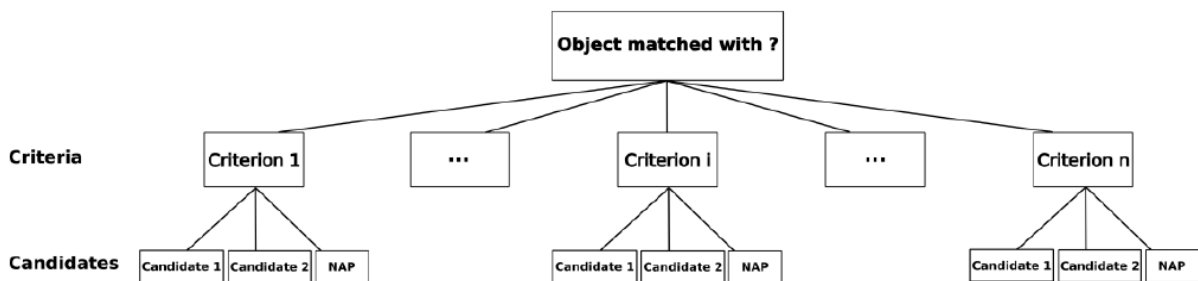 Object matched with ?
Criteria
Criterion 1
...
Criterion i
...
Criterion n
Candidates
Candidate 1
Candidate 2
NAP
Candidate 1
Candidate 2
NAP
Candidate 1
Candidate 2
NAP